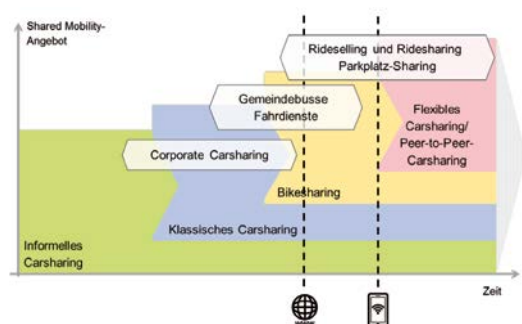 Shared Mobility-
Angebot
Rideselling und Ridesharing
Parkplatz-Sharing
Gemeindebusse
Fahrdienste
Flexibles
Carsharing/
Peer-to-Peer-
Carsharing
Corporate Carsharing
Bikesharing
Klassisches Carsharing
Informelles
Carsharing
Zeit